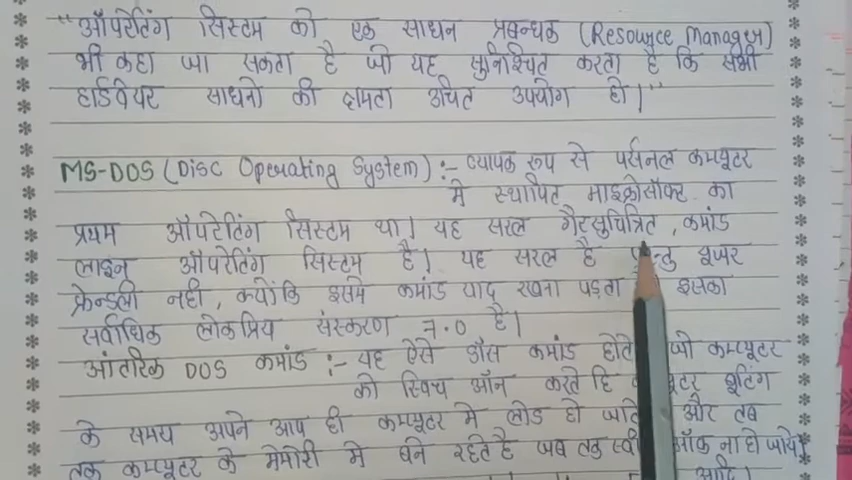 "ऑपरेटिंग सिस्टम को एक साधन प्रबन्धक (Resource Manager)
भी कहा जा सकता है जो यह सुनिश्चित करता है कि सभी
हार्डवेयर साधनो की क्षमता उचित उपयोग हो।"
MS-DOS (Disc Operating System) :- व्यापक रूप से पर्सनल कम्प्यूटर
मे स्थापित माइक्रोसॉफ्ट का
प्रथम ऑपरेटिंग सिस्टम था। यह सरल गैरसुचित्रित, कमांड
लाइन ऑपरेटिंग सिस्टम है। यह सरल है इजर
फ्रेन्डली नही, क्योंकि इसमे कमांड याद रखना पड़ता इसका
सर्वाधिक लोकप्रिय संस्करण 7.0 है।
आंतरिक DOS कमांड :- यह ऐसे डॉस कमांड होते जो कम्प्यूटर
को स्विच ऑन करते हि बूटिंग
के समय अपने आप ही कम्प्यूटर मे लोड हो जाते और तब
तक कम्प्यूटर के मेमोरी मे बने रहते है जब तक ऑफ ना हो जाये।
आदि।